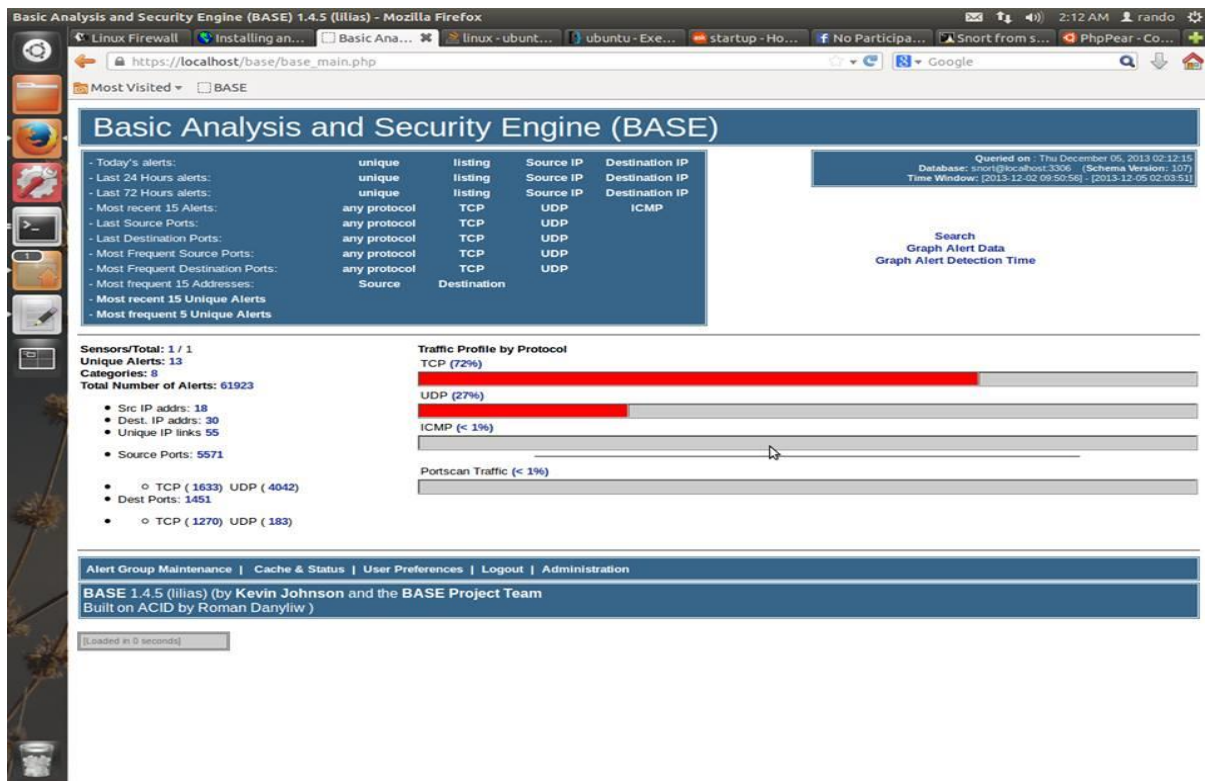 Basic Analysis and Security Engine (BASE) 1.4.5 (lilias) - Mozilla Firefox
2:12 AM rando
Linux Firewall Installing an... Basic Ana... linux - ubunt... ubuntu - Exe... startup - Ho... No Participa... Snort from s... PhpPear - Co...
https://localhost/base/base_main.php
Google
Most Visited BASE
Basic Analysis and Security Engine (BASE)
- Today's alerts: unique listing Source IP Destination IP
- Last 24 Hours alerts: unique listing Source IP Destination IP
- Last 72 Hours alerts: unique listing Source IP Destination IP
- Most recent 15 Alerts: any protocol TCP UDP ICMP
- Last Source Ports: any protocol TCP UDP
- Last Destination Ports: any protocol TCP UDP
- Most Frequent Source Ports: any protocol TCP UDP
- Most Frequent Destination Ports: any protocol TCP UDP
- Most frequent 15 Addresses: Source Destination
- Most recent 15 Unique Alerts
- Most frequent 5 Unique Alerts
Queried on : Thu December 05, 2013 02:12:15
Database: snort@localhost:3306 (Schema Version: 107)
Time Window: [2013-12-02 09:50:56] - [2013-12-05 02:03:51]
Search
Graph Alert Data
Graph Alert Detection Time
Sensors/Total: 1 / 1
Unique Alerts: 13
Categories: 8
Total Number of Alerts: 61923
Src IP addrs: 18
Dest. IP addrs: 30
Unique IP links 55
Source Ports: 5571
TCP ( 1633) UDP ( 4042)
Dest Ports: 1451
TCP ( 1270) UDP ( 183)
Traffic Profile by Protocol
TCP (72%)
UDP (27%)
ICMP (< 1%)
Portscan Traffic (< 1%)
Alert Group Maintenance | Cache & Status | User Preferences | Logout | Administration
BASE 1.4.5 (lilias) (by Kevin Johnson and the BASE Project Team
Built on ACID by Roman Danyliw )
[Loaded in 0 seconds]
1